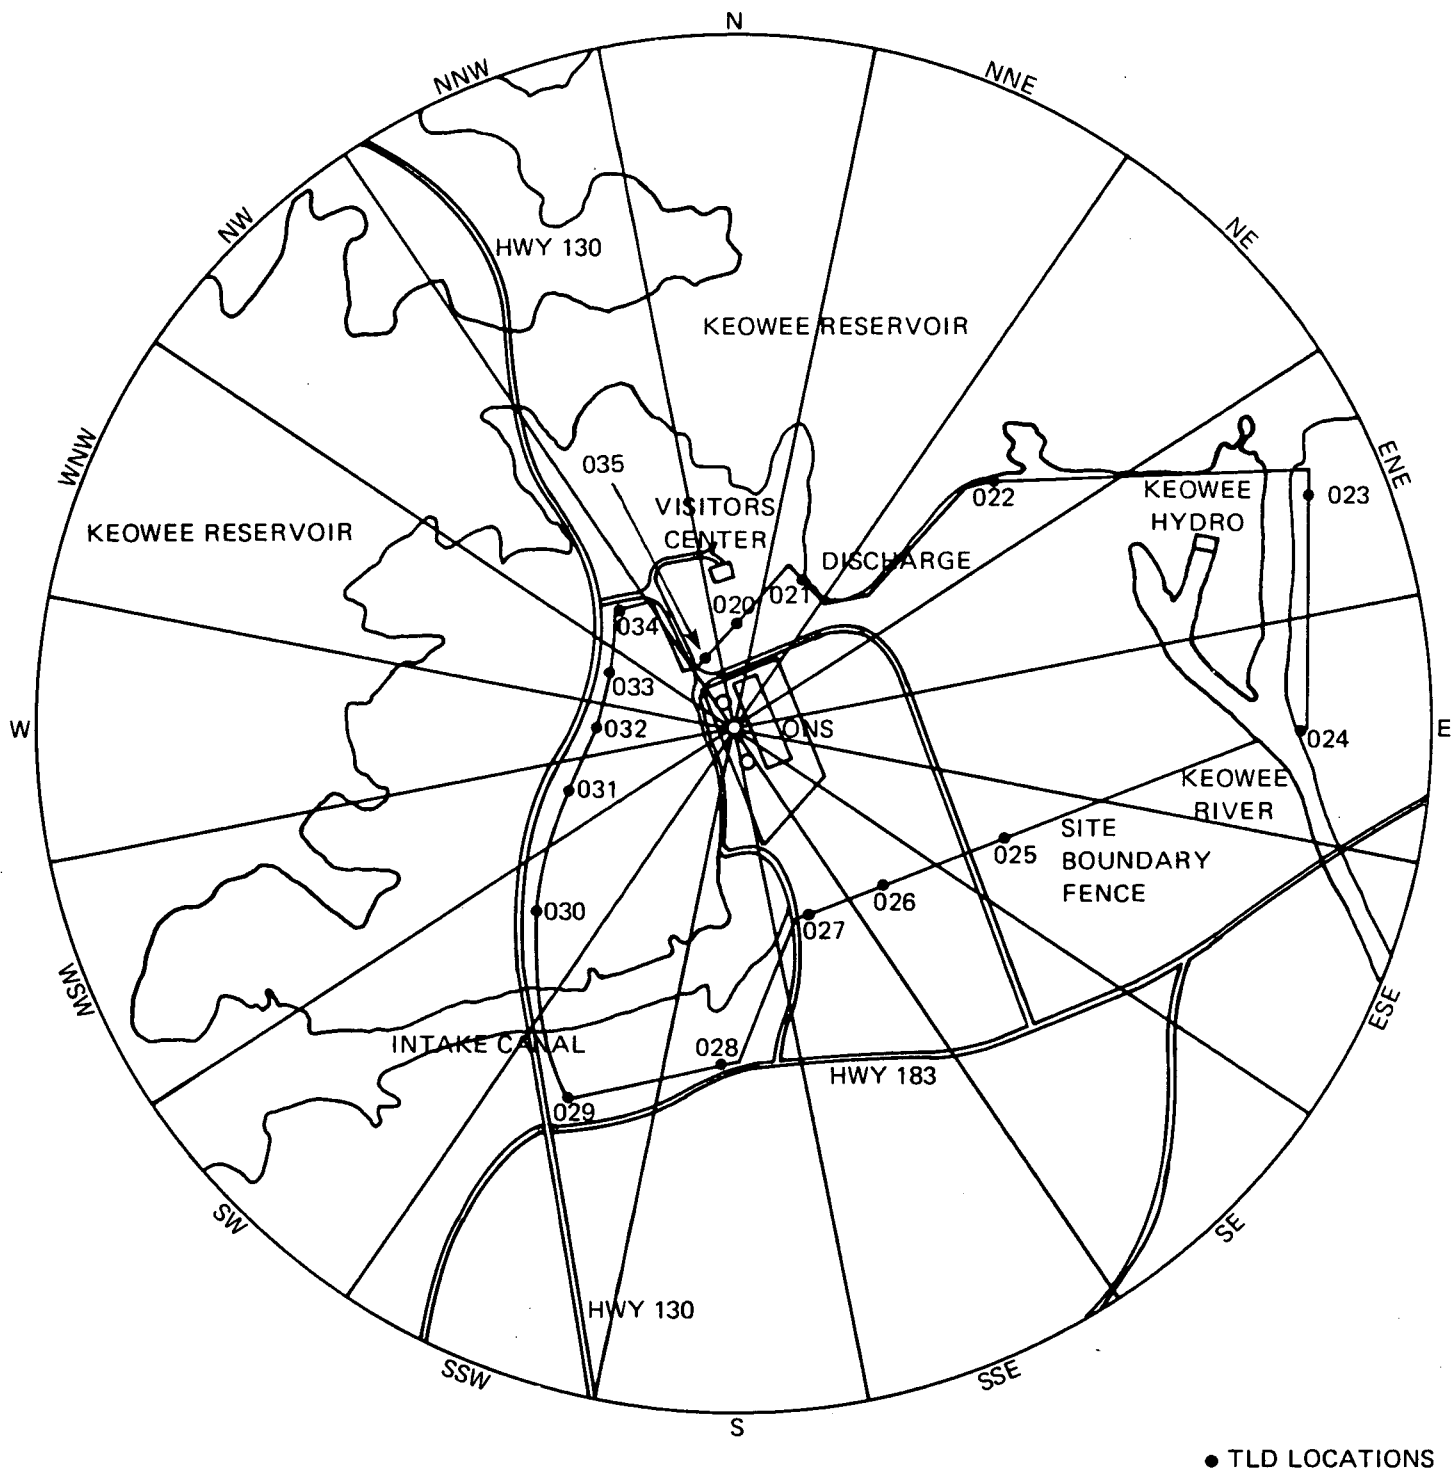 N
NNW
NNE
NW
NE
HWY 130
KEOWEE RESERVOIR
WNW
ENE
035
VISITORS
CENTER
022
KEOWEE
HYDRO
023
KEOWEE RESERVOIR
DISCHARGE
021
020
034
033
W
032
ONS
E
024
031
KEOWEE
RIVER
SITE
BOUNDARY
FENCE
025
026
030
027
WSW
ESE
INTAKE CANAL
028
HWY 183
029
SW
SE
HWY 130
SSW
SSE
S
● TLD LOCATIONS